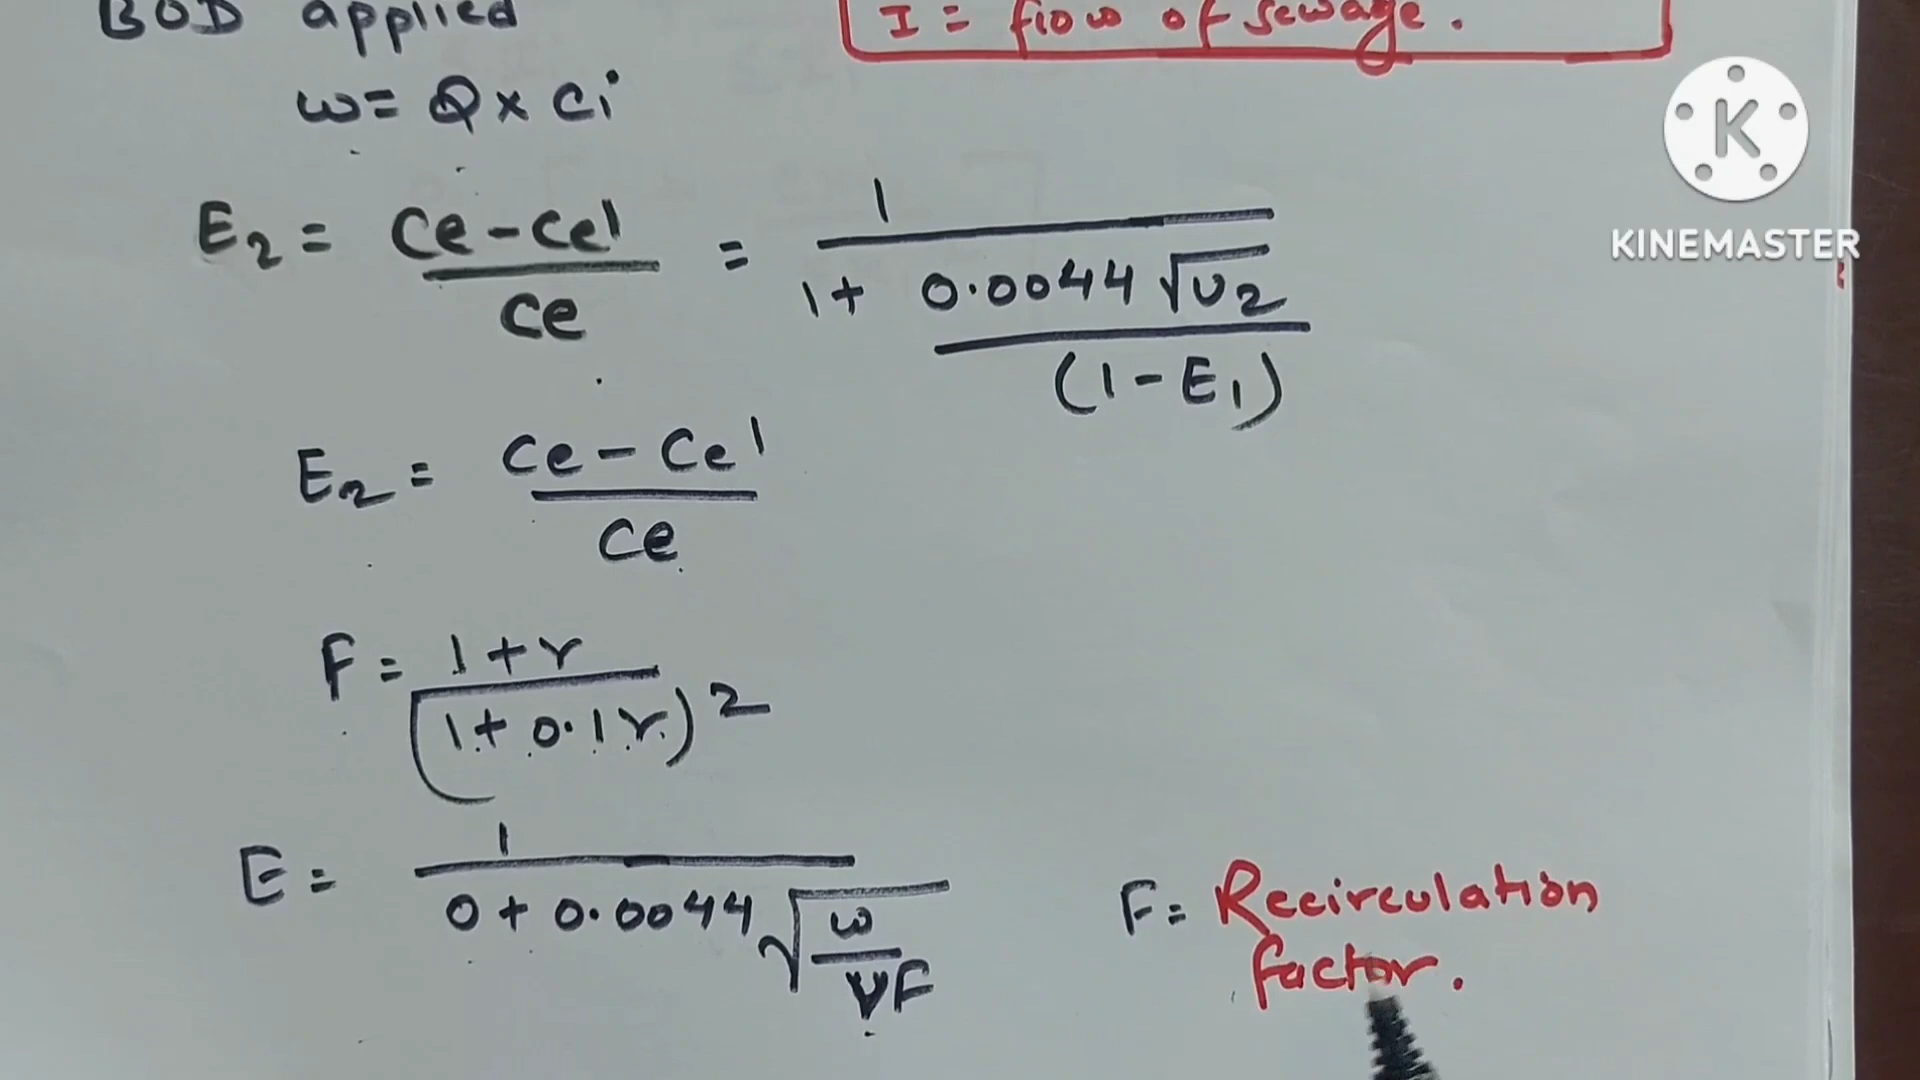 BOD applied
I = flow of sewage.
w = Q x Ci
E2 = Ce - Ce' / Ce = 1 / 1 + 0.0044 √U2 / (1 - E1)
E2 = Ce - Ce' / Ce
F = 1 + r / (1 + 0.1r)2
E = 1 / 0 + 0.0044 √w / VF
F = Recirculation
factor.
K
KINEMASTER